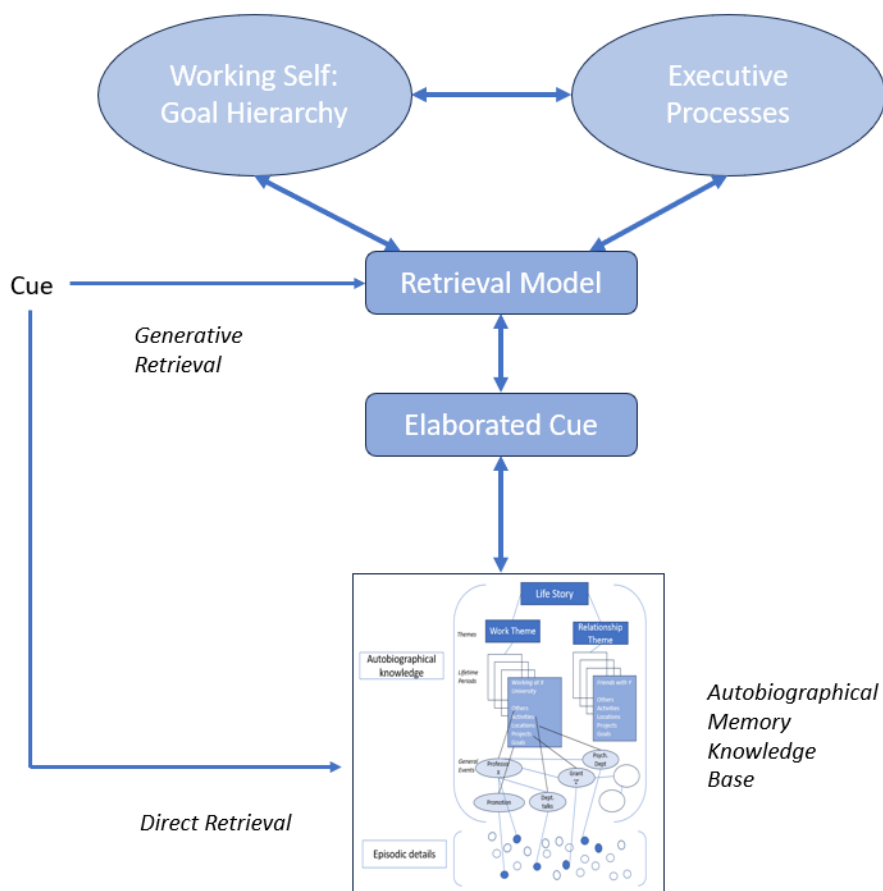 Working Self:
Goal Hierarchy
Executive
Processes
Cue
Retrieval Model
Generative
Retrieval
Elaborated Cue
Life Story
Themes
Work Theme
Relationship
Theme
Autobiographical
knowledge
Lifetime
Periods
Working at X
University
Others
Activities
Locations
Projects
Goals
Friends with Y
Others
Activities
Locations
Projects
Goals
General
Events
Professor
X
Psych.
Dept
Grant
'Z'
Promotion
Dept.
talks
Episodic details
Autobiographical
Memory
Knowledge
Base
Direct Retrieval